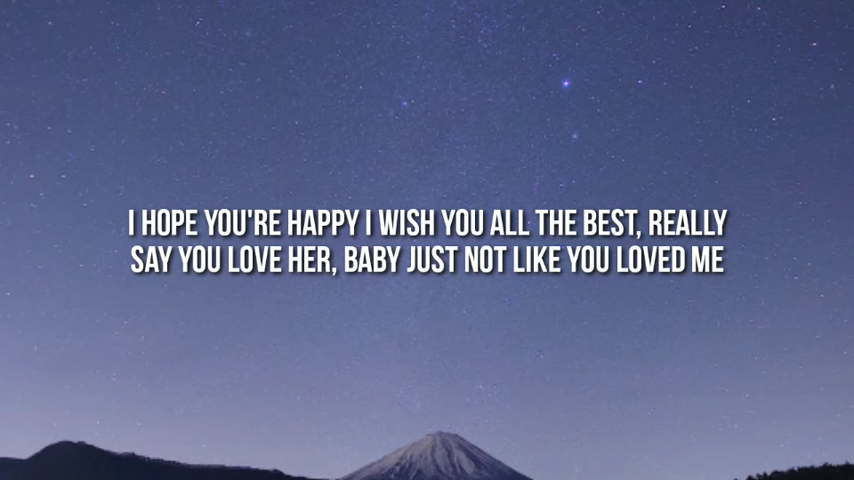 I HOPE YOU'RE HAPPY I WISH YOU ALL THE BEST, REALLY
SAY YOU LOVE HER, BABY JUST NOT LIKE YOU LOVED ME